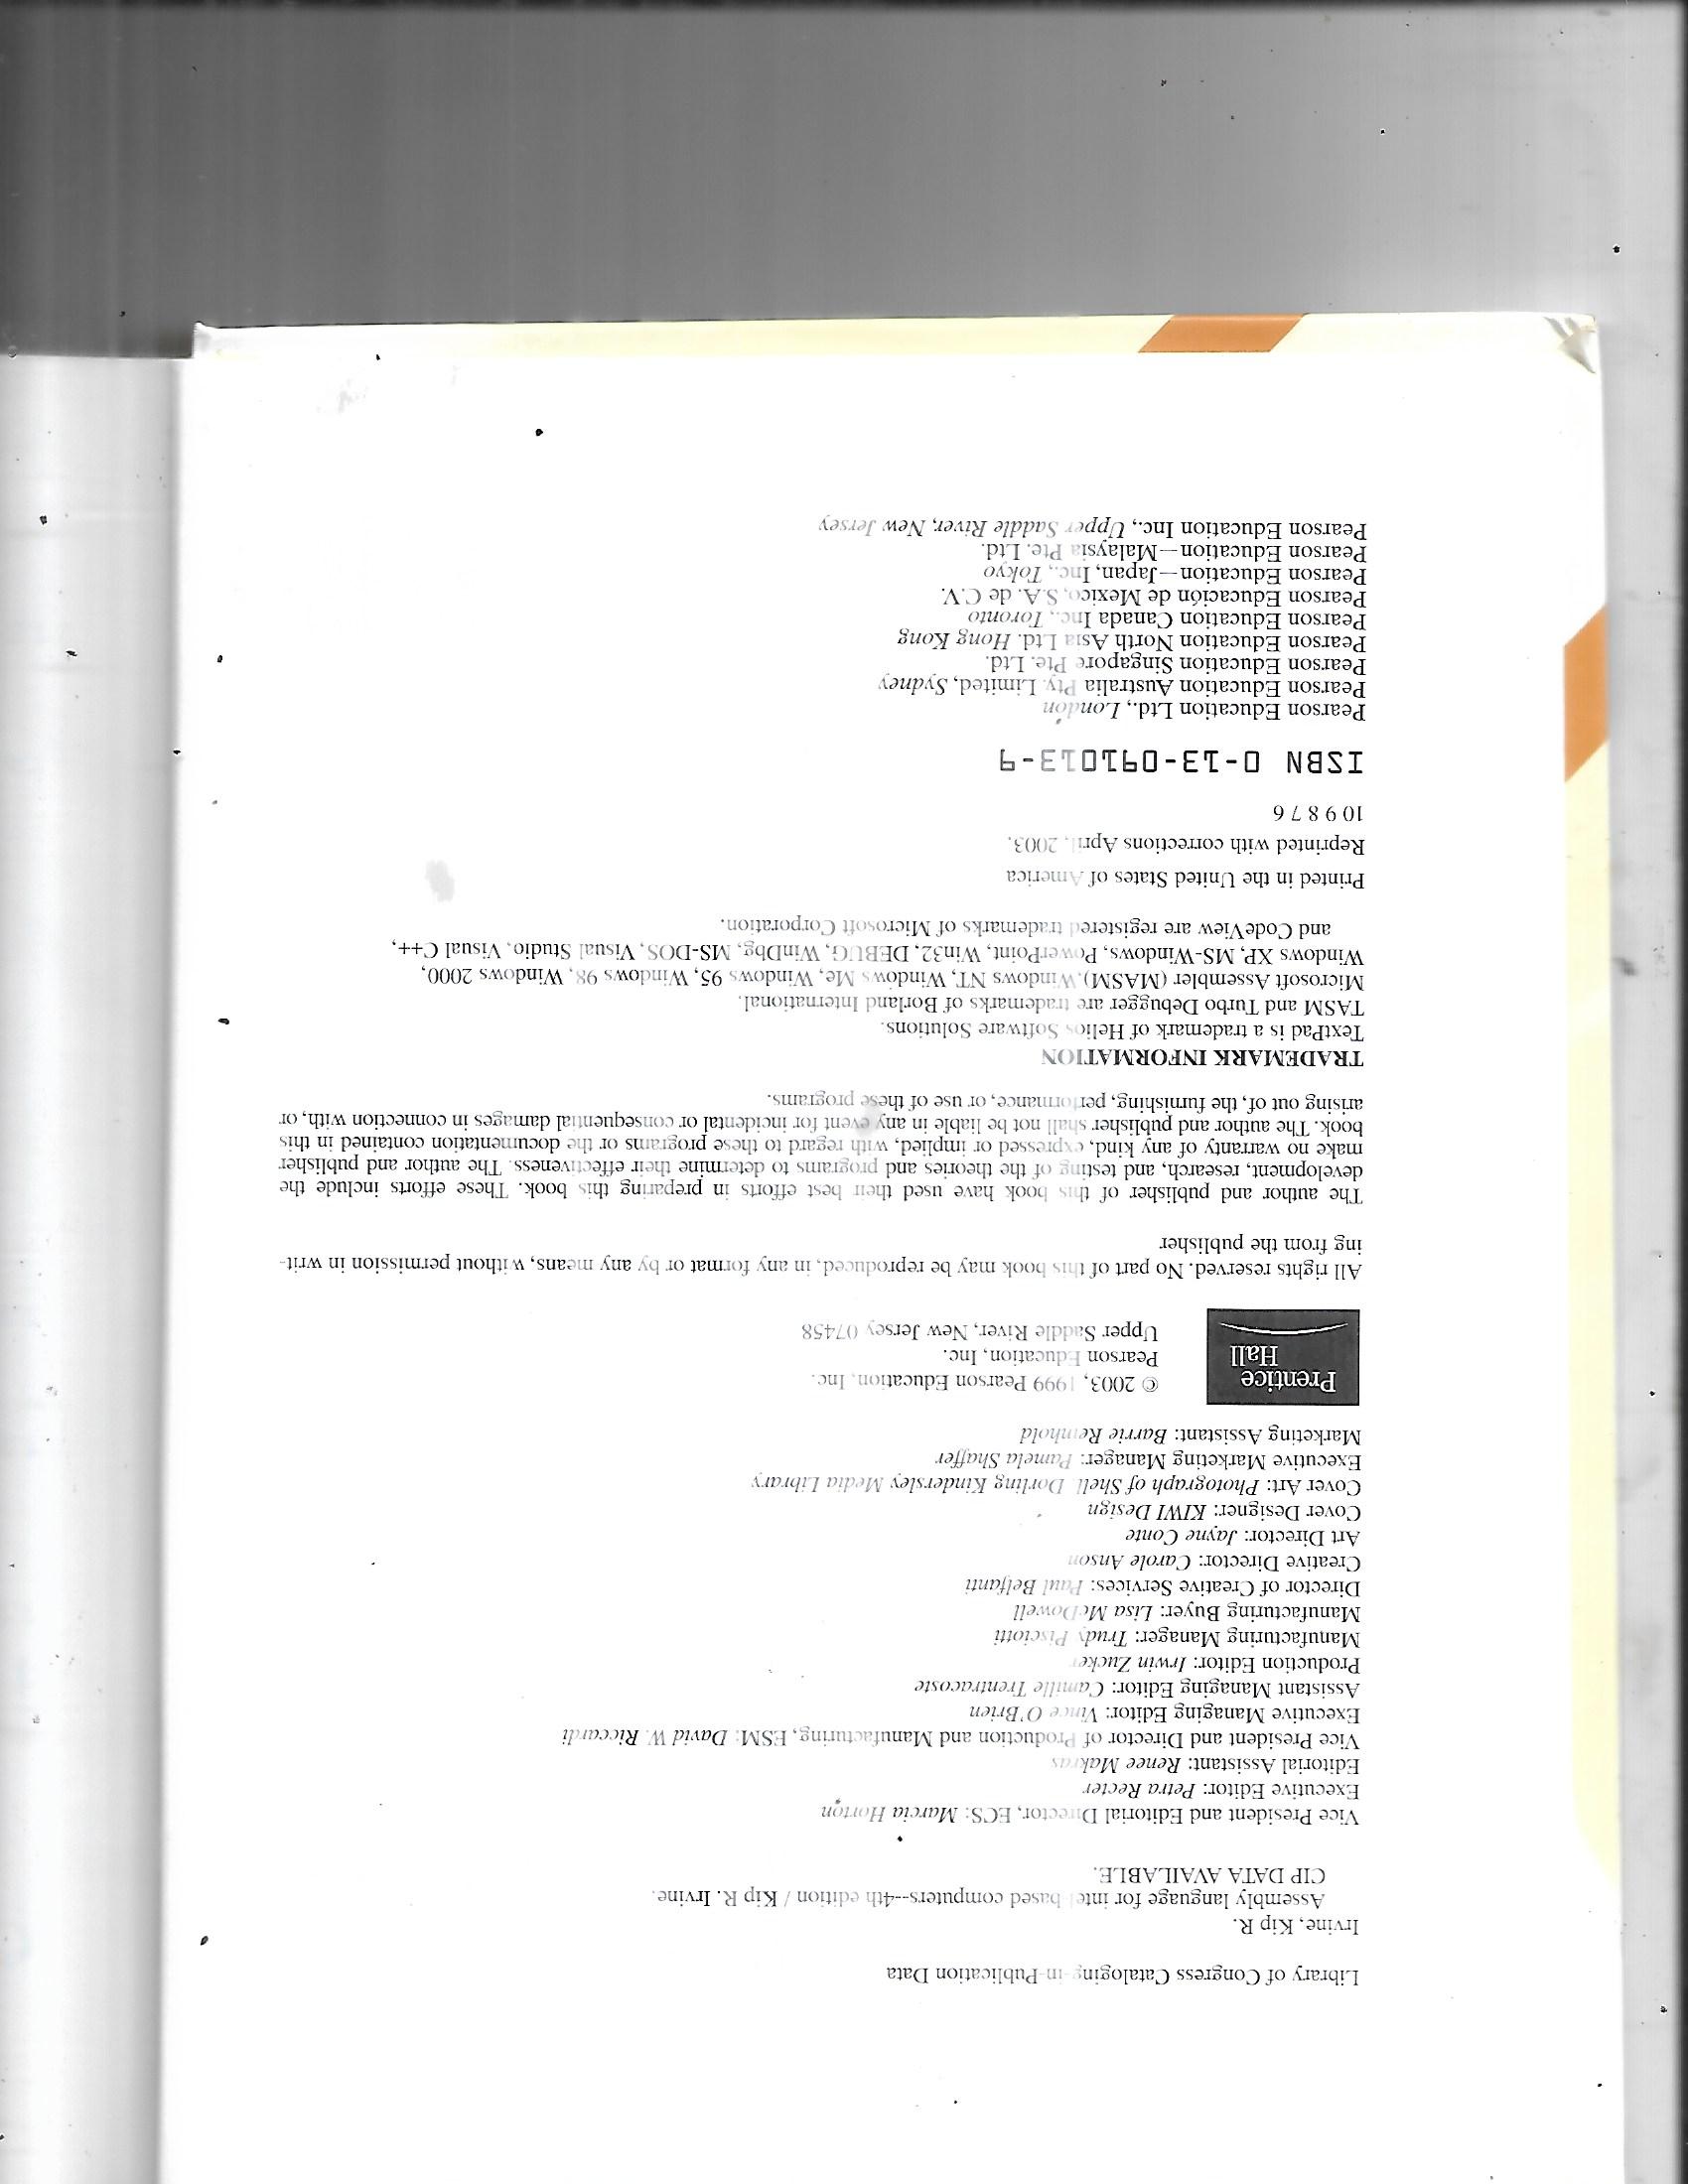 Library of Congress Cataloging-in-Publication Data
Irvine, Kip R.
Assembly language for intel-based computers--4th edition / Kip R. Irvine.
CIP DATA AVAILABLE.
Vice President and Editorial Director, ECS: Marcia Horton
Executive Editor: Petra Recter
Editorial Assistant: Renee Makras
Vice President and Director of Production and Manufacturing, ESM: David W. Riccardi
Executive Managing Editor: Vince O'Brien
Assistant Managing Editor: Camille Trentracoste
Production Editor: Irwin Zucker
Manufacturing Manager: Trudy Pisciotti
Manufacturing Buyer: Lisa McDowell
Director of Creative Services: Paul Belfanti
Creative Director: Carole Anson
Art Director: Jayne Conte
Cover Designer: KIWI Design
Cover Art: Photograph of Shell, Dorling Kindersley Media Library
Executive Marketing Manager: Pamela Shaffer
Marketing Assistant: Barrie Reinhold
Prentice
Hall
© 2003, 1999 Pearson Education, Inc.
Pearson Education, Inc.
Upper Saddle River, New Jersey 07458
All rights reserved. No part of this book may be reproduced, in any format or by any means, without permission in writ-
ing from the publisher
The author and publisher of this book have used their best efforts in preparing this book. These efforts include the
development, research, and testing of the theories and programs to determine their effectiveness. The author and publisher
make no warranty of any kind, expressed or implied, with regard to these programs or the documentation contained in this
book. The author and publisher shall not be liable in any event for incidental or consequential damages in connection with, or
arising out of, the furnishing, performance, or use of these programs.
TRADEMARK INFORMATION
TextPad is a trademark of Helios Software Solutions.
TASM and Turbo Debugger are trademarks of Borland International.
Microsoft Assembler (MASM), Windows NT, Windows Me, Windows 95, Windows 98, Windows 2000,
Windows XP, MS-Windows, PowerPoint, Win32, DEBUG, WinDbg, MS-DOS, Visual Studio, Visual C++,
and CodeView are registered trademarks of Microsoft Corporation.
Printed in the United States of America
Reprinted with corrections April, 2003.
10 9 8 7 6
ISBN 0-13-091013-9
Pearson Education Ltd., London
Pearson Education Australia Pty. Limited, Sydney
Pearson Education Singapore Pte. Ltd.
Pearson Education North Asia Ltd. Hong Kong
Pearson Education Canada Inc., Toronto
Pearson Educación de Mexico, S.A. de C.V.
Pearson Education—Japan, Inc., Tokyo
Pearson Education—Malaysia Pte. Ltd.
Pearson Education Inc., Upper Saddle River, New Jersey